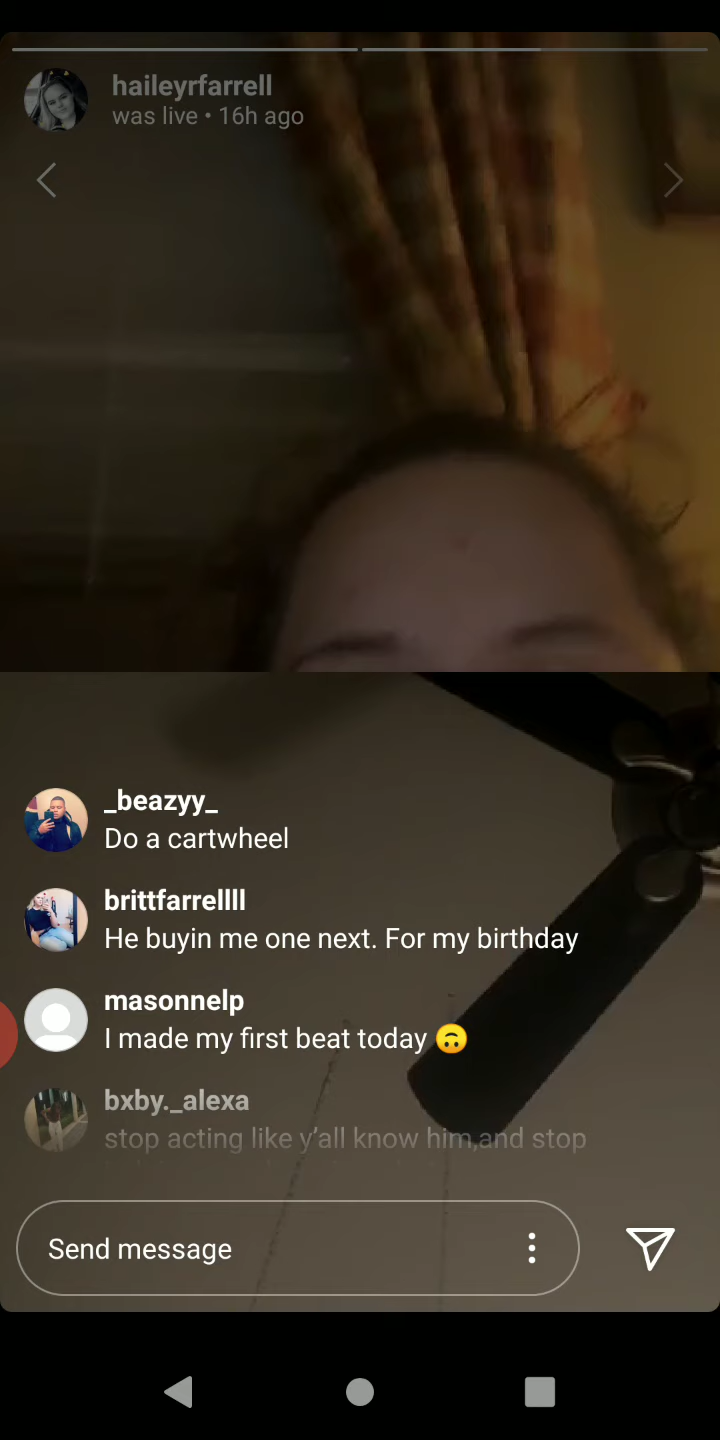 haileyrfarrell
was live • 16h ago
_beazyy_
Do a cartwheel
brittfarrellll
He buyin me one next. For my birthday
masonnelp
I made my first beat today 🙃
bxby._alexa
stop acting like y'all know him,and stop
Send message